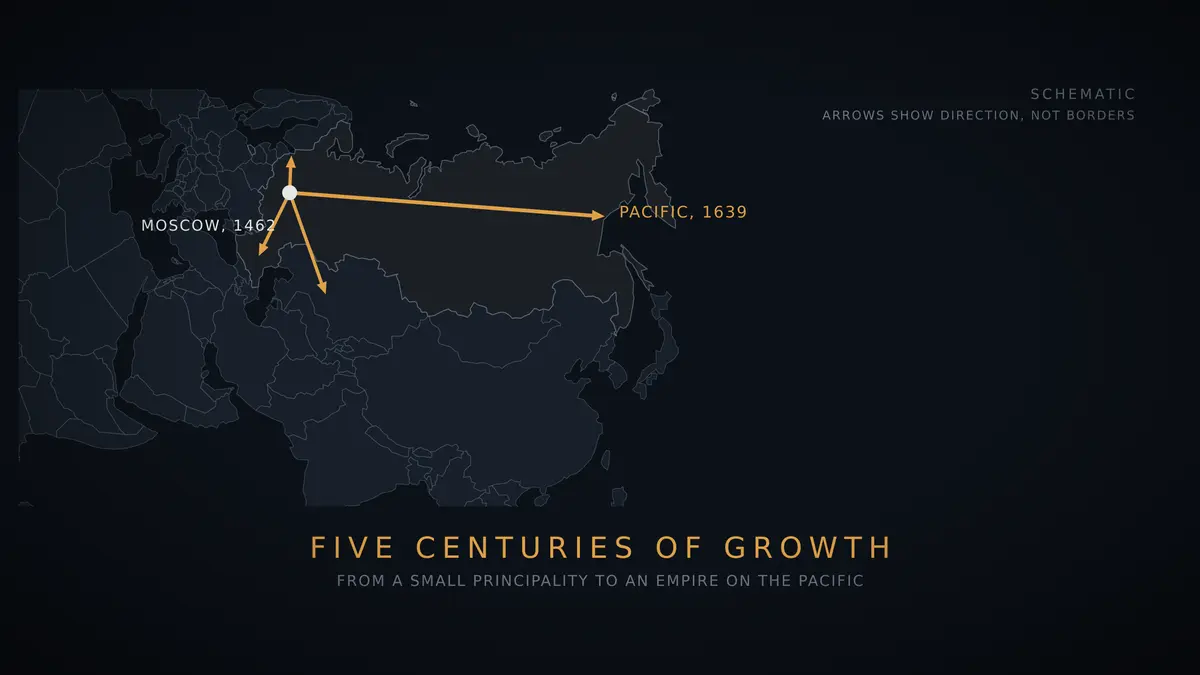 SCHEMATIC
ARROWS SHOW DIRECTION, NOT BORDERS
PACIFIC, 1639
MOSCOW, 1462
FIVE CENTURIES OF GROWTH
FROM A SMALL PRINCIPALITY TO AN EMPIRE ON THE PACIFIC